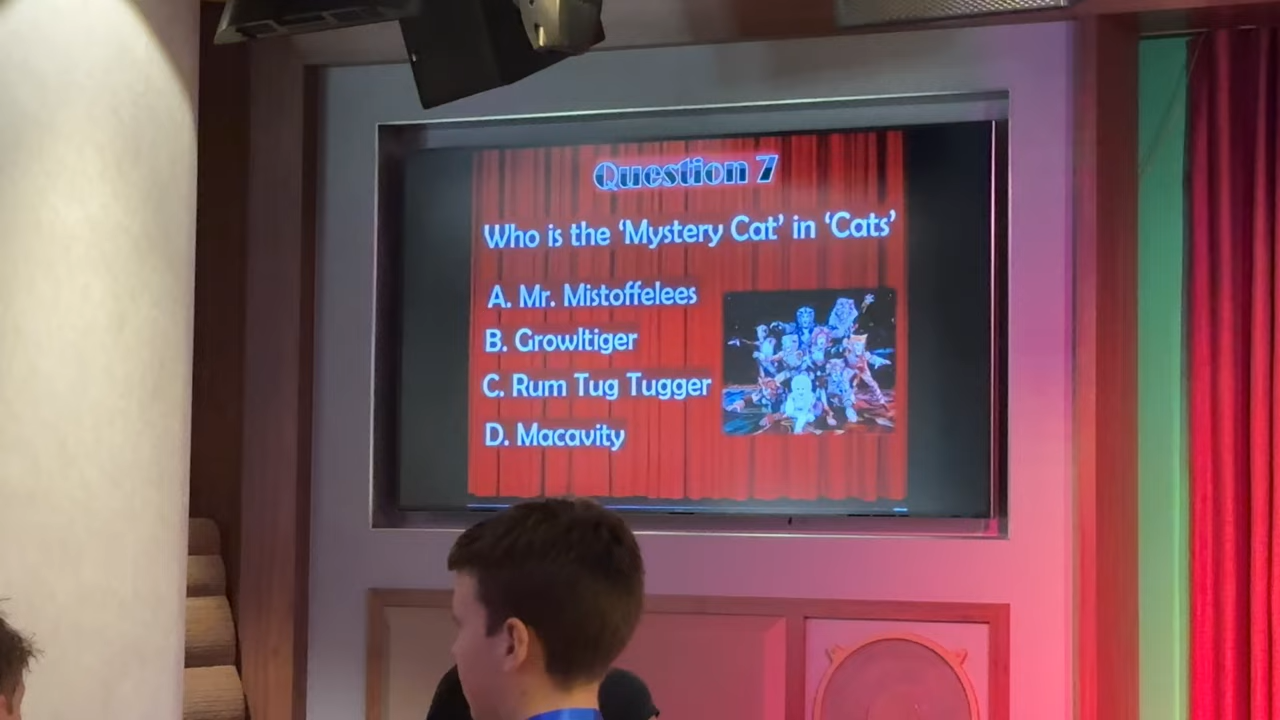 Question 7
Who is the ‘Mystery Cat’ in ‘Cats’
A. Mr. Mistoffelees
B. Growltiger
C. Rum Tug Tugger
D. Macavity